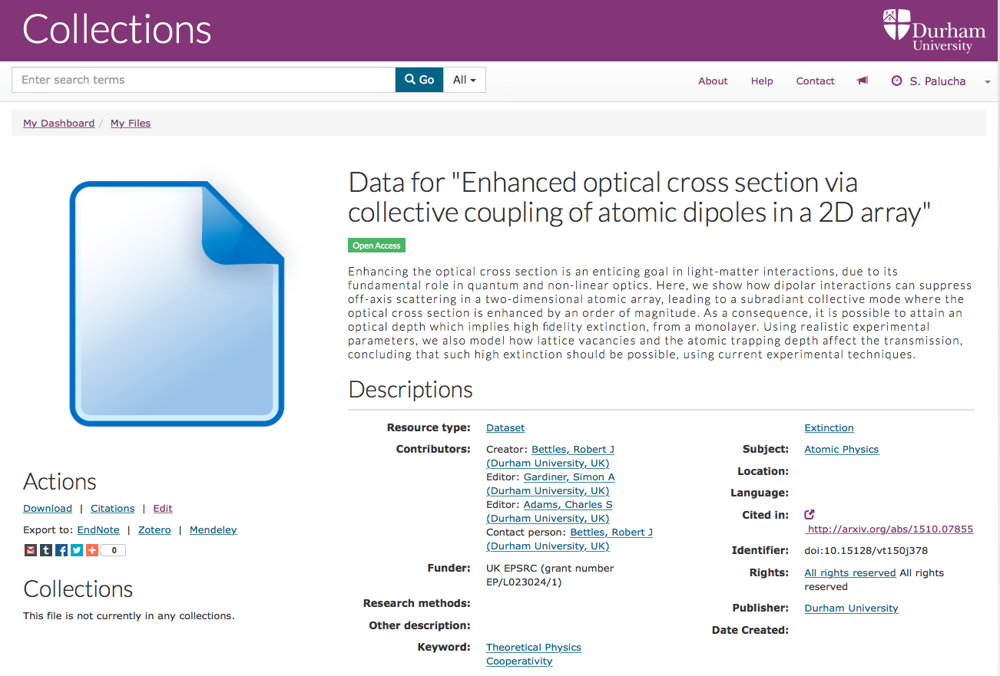 Collections
Durham
University
Enter search terms
Go
All
About
Help
Contact
S. Palucha
My Dashboard / My Files
Data for "Enhanced optical cross section via
collective coupling of atomic dipoles in a 2D array"
Open Access
Enhancing the optical cross section is an enticing goal in light-matter interactions, due to its
fundamental role in quantum and non-linear optics. Here, we show how dipolar interactions can suppress
off-axis scattering in a two-dimensional atomic array, leading to a subradiant collective mode where the
optical cross section is enhanced by an order of magnitude. As a consequence, it is possible to attain an
optical depth which implies high fidelity extinction, from a monolayer. Using realistic experimental
parameters, we also model how lattice vacancies and the atomic trapping depth affect the transmission,
concluding that such high extinction should be possible, using current experimental techniques.
Descriptions
Resource type: Dataset
Contributors: Creator: Bettles, Robert J
(Durham University, UK)
Editor: Gardiner, Simon A
(Durham University, UK)
Editor: Adams, Charles S
(Durham University, UK)
Contact person: Bettles, Robert J
(Durham University, UK)
Funder: UK EPSRC (grant number
EP/L023024/1)
Research methods:
Other description:
Keyword: Theoretical Physics
Cooperativity
Extinction
Subject: Atomic Physics
Location:
Language:
Cited in:
http://arxiv.org/abs/1510.07855
Identifier: doi:10.15128/vt150j378
Rights: All rights reserved All rights
reserved
Publisher: Durham University
Date Created:
Actions
Download | Citations | Edit
Export to: EndNote | Zotero | Mendeley
t f + 0
Collections
This file is not currently in any collections.